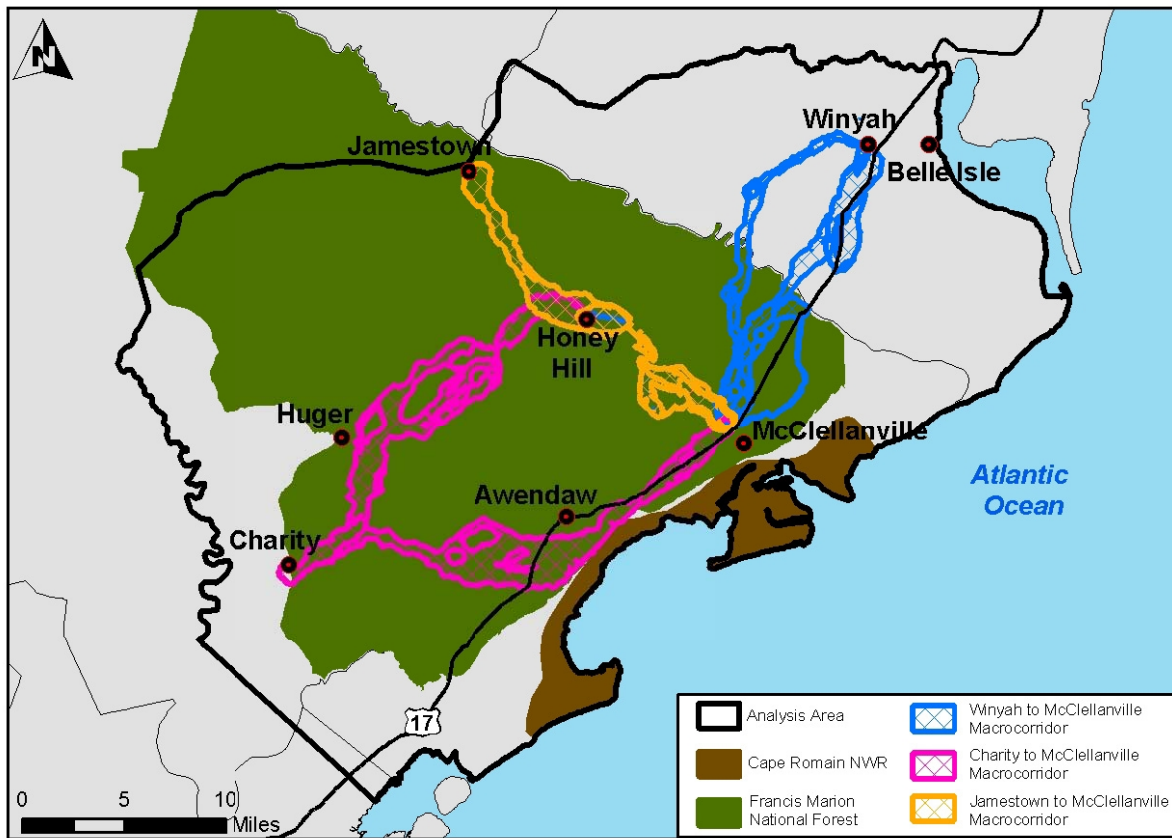 N
Winyah
Jamestown
Belle Isle
Honey
Hill
Huger
McClellanville
Awendaw
Atlantic
Ocean
Charity
17
0 5 10
Miles
Analysis Area
Cape Romain NWR
Francis Marion
National Forest
Winyah to McClellanville
Macrocorridor
Charity to McClellanville
Macrocorridor
Jamestown to McClellanville
Macrocorridor